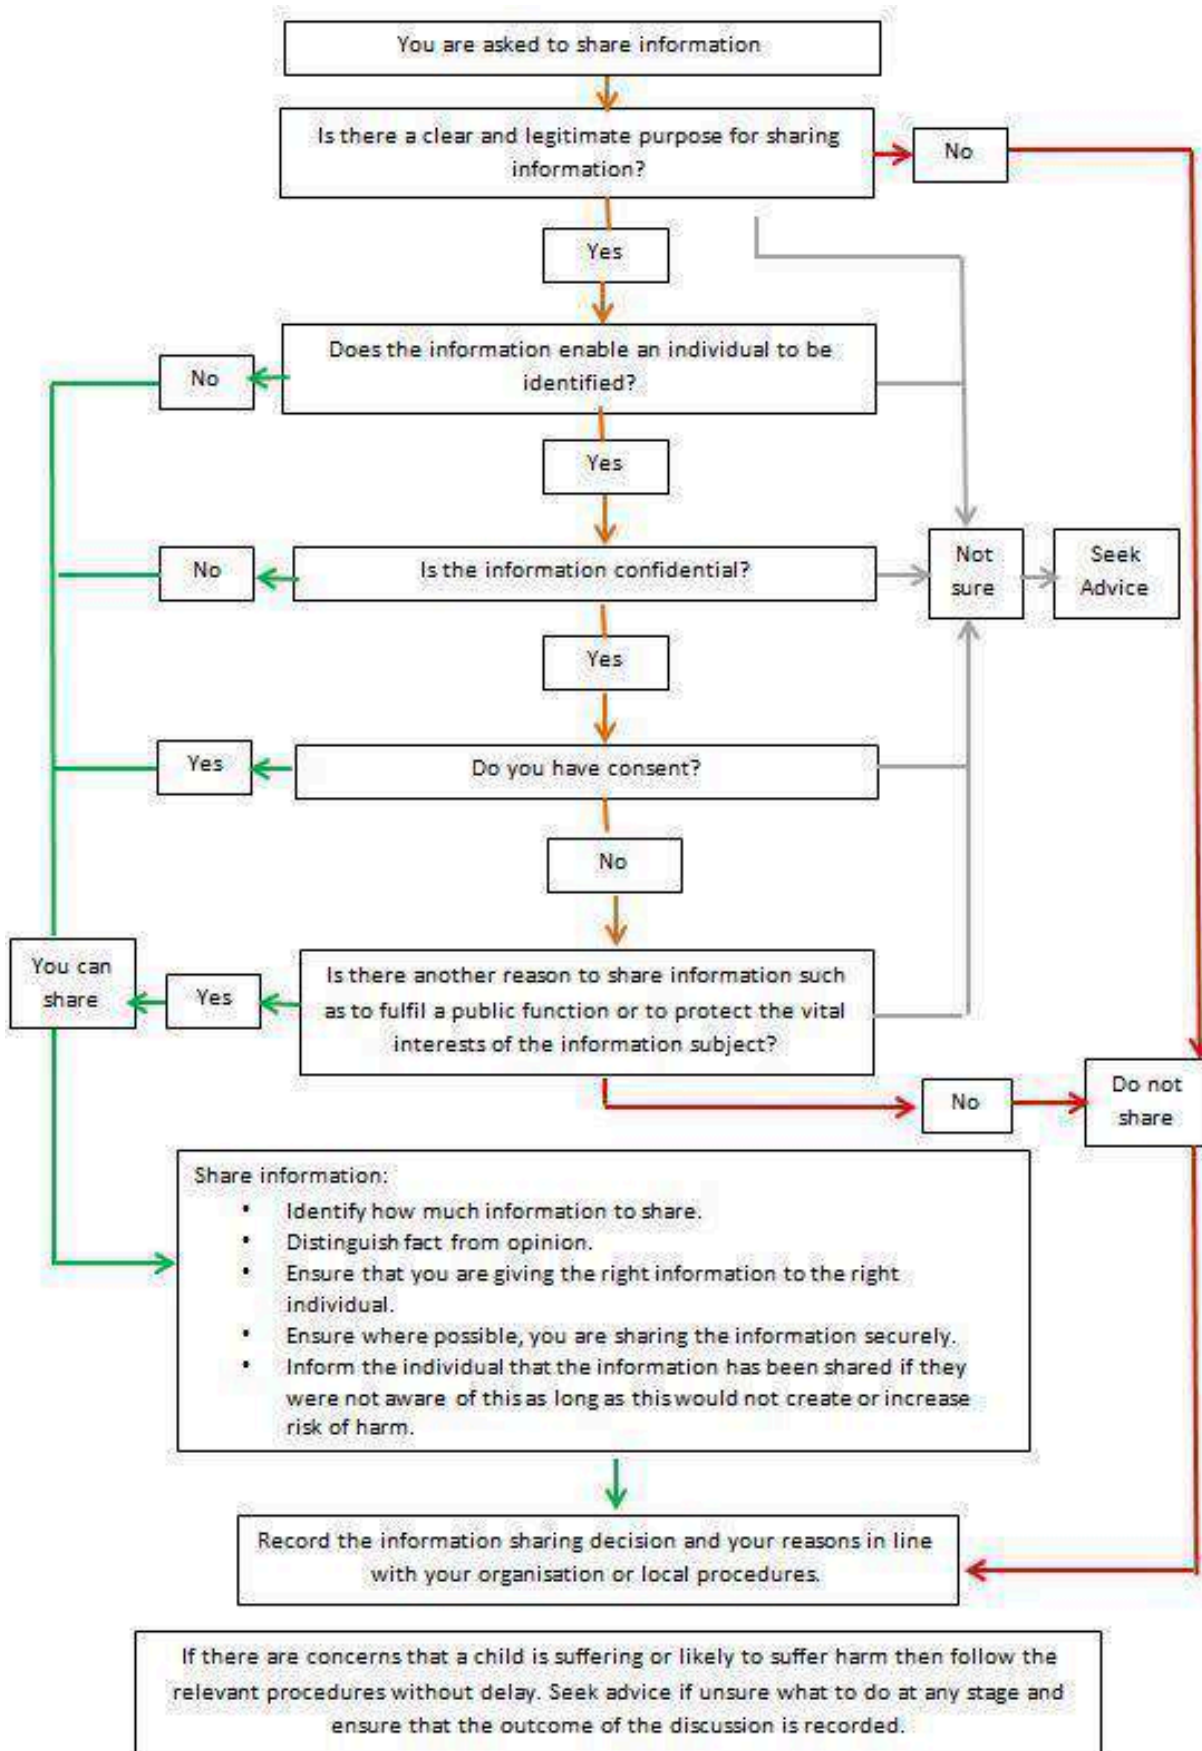 You are asked to share information
Is there a clear and legitimate purpose for sharing
information?
No
Yes
Does the information enable an individual to be
identified?
No
Yes
Is the information confidential?
No
Not
sure
Seek
Advice
Yes
Do you have consent?
Yes
No
Is there another reason to share information such
as to fulfil a public function or to protect the vital
interests of the information subject?
Yes
You can
share
No
Do not
share
Share information:
• Identify how much information to share.
• Distinguish fact from opinion.
• Ensure that you are giving the right information to the right
individual.
• Ensure where possible, you are sharing the information securely.
• Inform the individual that the information has been shared if they
were not aware of this as long as this would not create or increase
risk of harm.
Record the information sharing decision and your reasons in line
with your organisation or local procedures.
If there are concerns that a child is suffering or likely to suffer harm then follow the
relevant procedures without delay. Seek advice if unsure what to do at any stage and
ensure that the outcome of the discussion is recorded.